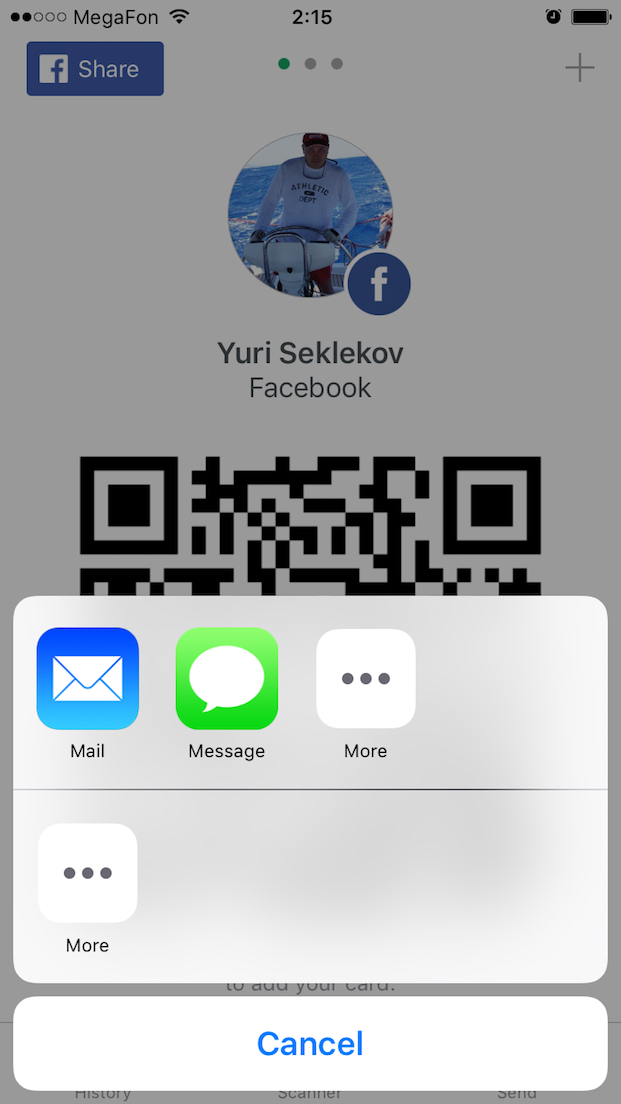 MegaFon 2:15
f Share
ATHLETIC
DEPT
f
Yuri Seklekov
Facebook
Mail Message More
More
to add your card.
Cancel
History Scanner Send